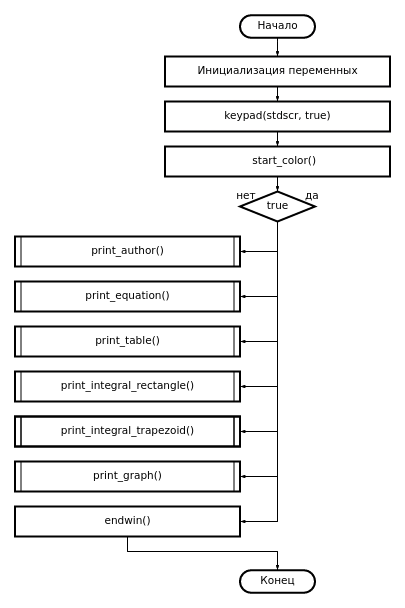 Начало
Инициализация переменных
keypad(stdscr, true)
start_color()
нет
да
true
print_author()
print_equation()
print_table()
print_integral_rectangle()
print_integral_trapezoid()
print_graph()
endwin()
Конец